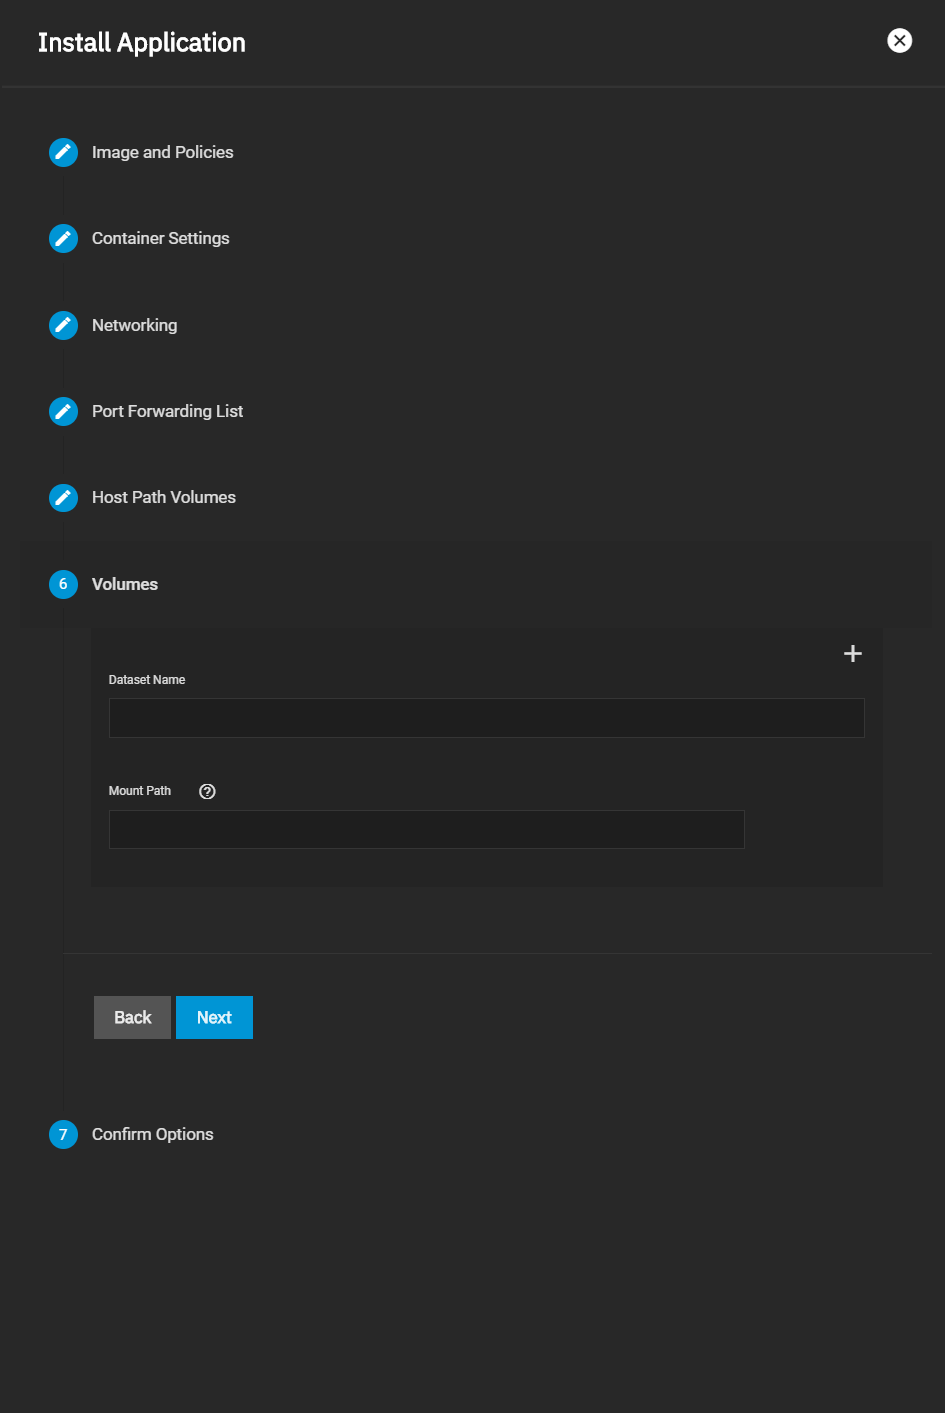 Install Application
Image and Policies
Container Settings
Networking
Port Forwarding List
Host Path Volumes
6 Volumes
Dataset Name
Mount Path
Back Next
7 Confirm Options